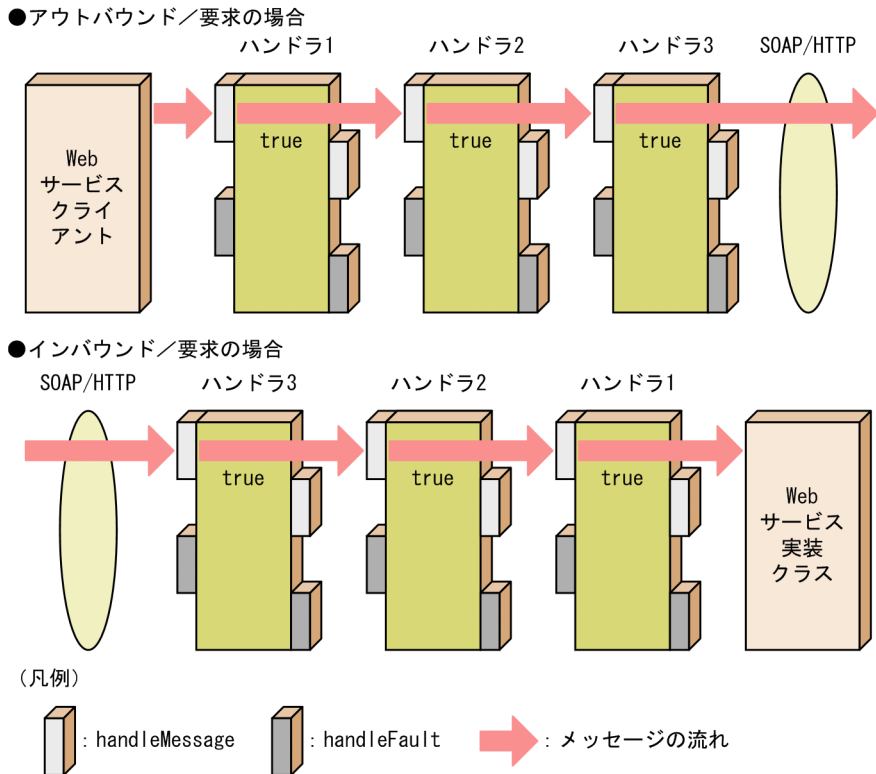 ●アウトバウンド／要求の場合
ハンドラ1 ハンドラ2 ハンドラ3 SOAP/HTTP
Web
サービス
クライ
アント
true true true
●インバウンド／要求の場合
SOAP/HTTP ハンドラ3 ハンドラ2 ハンドラ1
true true true
Web
サービス
実装
クラス
（凡例）
：handleMessage ：handleFault ：メッセージの流れ